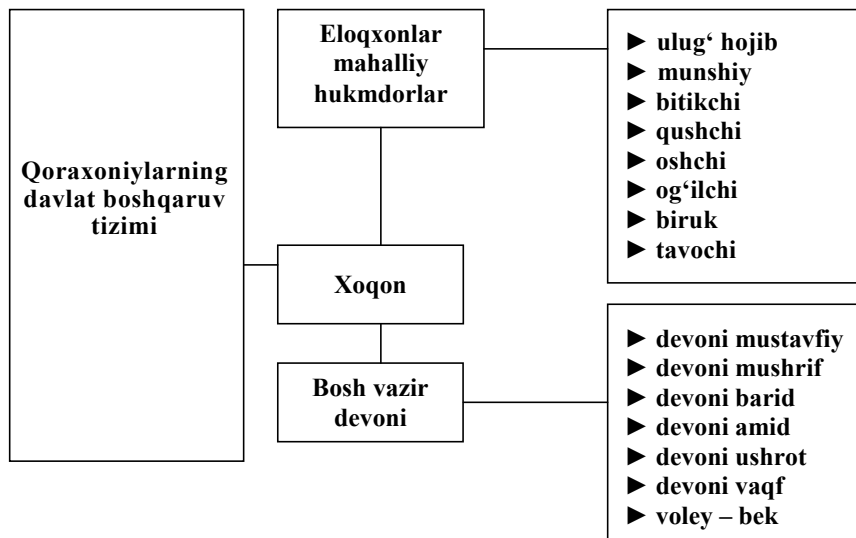 Qoraxoniylarning
davlat boshqaruv
tizimi
Eloqxonlar
mahalliy
hukmdorlar
► ulug‘ hojib
► munshiy
► bitikchi
► qushchi
► oshchi
► og‘ilchi
► biruk
► tavochi
Xoqon
Bosh vazir
devoni
► devoni mustavfiy
► devoni mushrif
► devoni barid
► devoni amid
► devoni ushrot
► devoni vaqf
► voley – bek